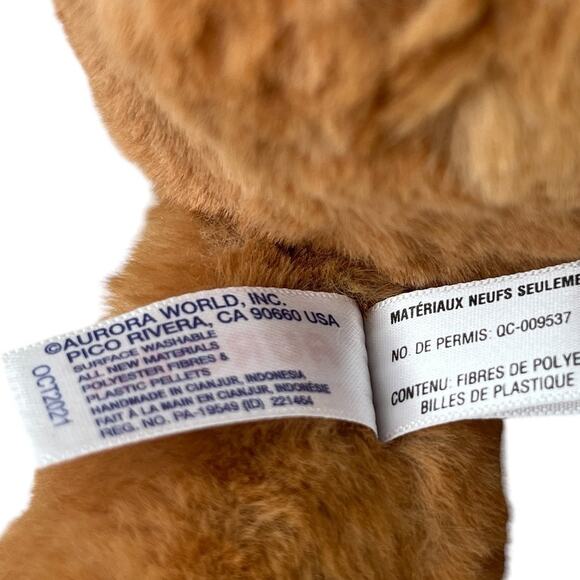 ©AURORA WORLD, INC.
PICO RIVERA, CA 90660 USA
SURFACE WASHABLE
ALL NEW MATERIALS
POLYESTER FIBRES &
PLASTIC PELLETS
HANDMADE IN CIANJUR, INDONESIA
FAIT À LA MAIN EN CIANJUR, INDONÉSIE
REG. NO. PA-19549 (ID) 221464
OCT2021
MATÉRIAUX NEUFS SEULEME
NO. DE PERMIS: QC-009537
CONTENU: FIBRES DE POLYE
BILLES DE PLASTIQUE